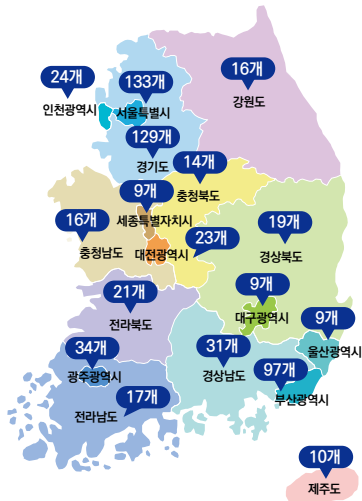 24개
인천광역시
133개
서울특별시
16개
강원도
129개
경기도
14개
충청북도
9개
세종특별자치시
16개
충청남도
대전광역시
23개
19개
경상북도
21개
전라북도
9개
대구광역시
9개
울산광역시
34개
광주광역시
31개
경상남도
97개
부산광역시
17개
전라남도
10개
제주도